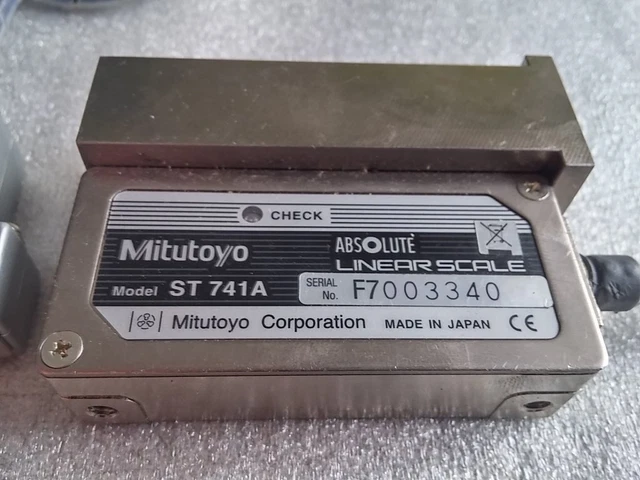 CHECK
Mitutoyo
ABSOLUTE
LINEAR SCALE
Model ST 741A
SERIAL No. F7003340
Mitutoyo Corporation MADE IN JAPAN CE